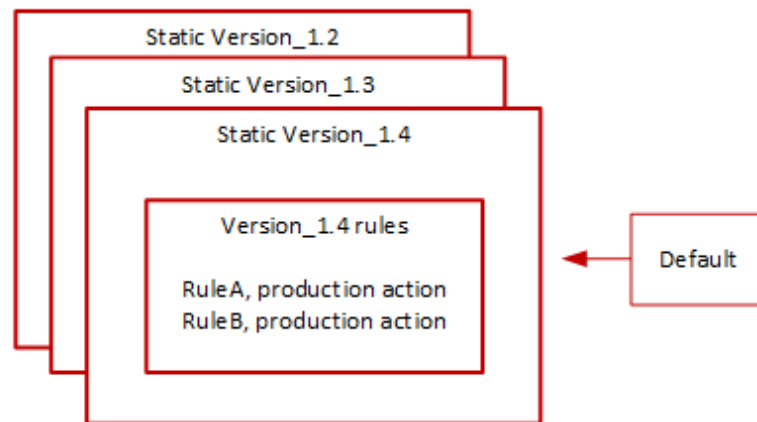 Static Version_1.2
Static Version_1.3
Static Version_1.4
Version_1.4 rules
RuleA, production action
RuleB, production action
Default